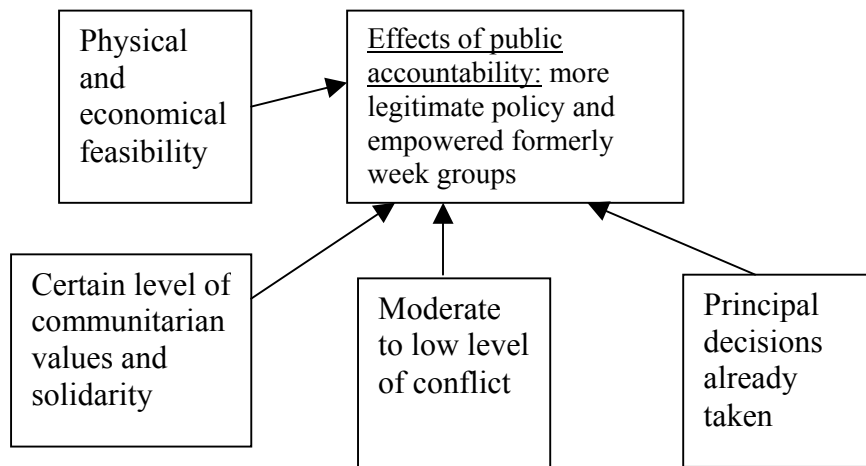 Physical
and
economical
feasibility
Effects of public
accountability: more
legitimate policy and
empowered formerly
week groups
Certain level of
communitarian
values and
solidarity
Moderate
to low level
of conflict
Principal
decisions
already
taken